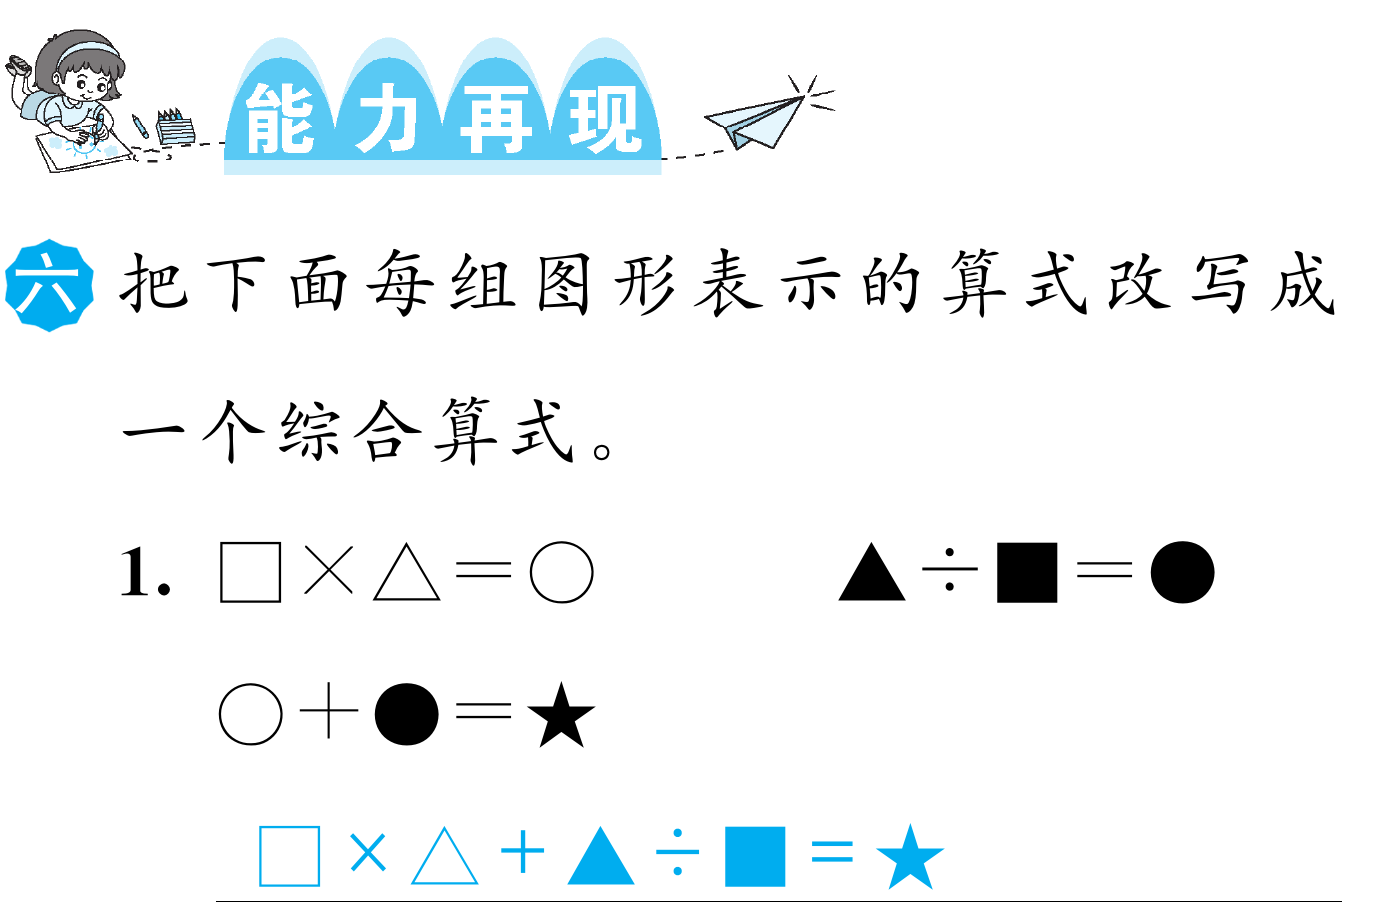 能力再现
六 把下面每组图形表示的算式改写成
一个综合算式。
1. □×△=○ ▲÷■=●
○+●=★
□×△+▲÷■=★